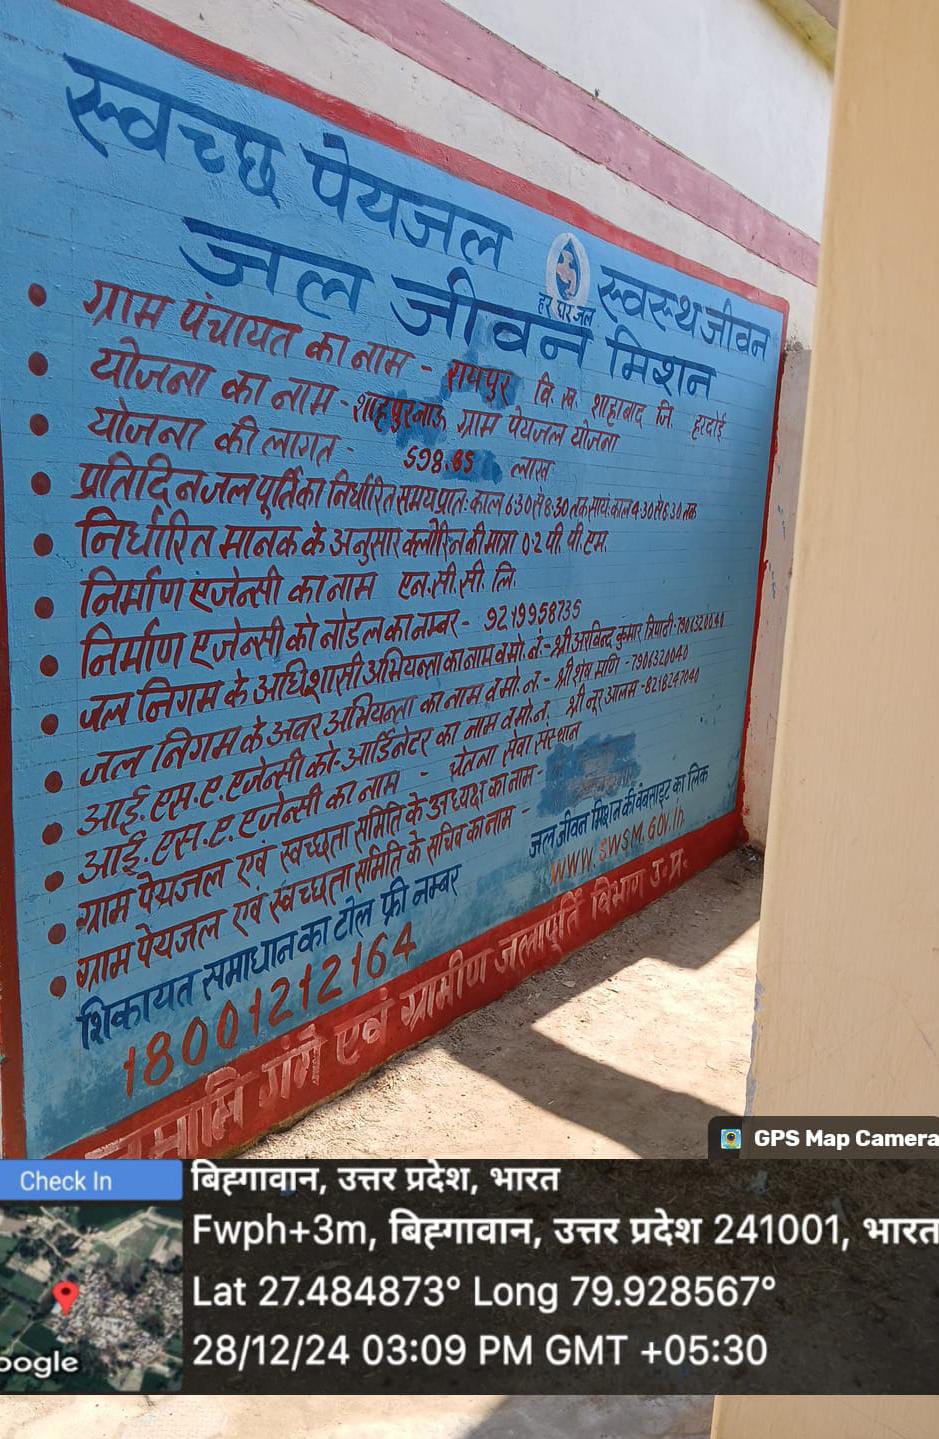 स्वच्छ पेयजल स्वस्थ जीवन
हर घर जल
जल जीवन मिशन
ग्राम पंचायत का नाम - रायपुर वि. ख. शाहाबाद जि. हरदोई
योजना का नाम - शाहपुरनाऊ ग्राम पेयजल योजना
योजना की लागत - 598.65 लाख
प्रतिदिन जल पूर्ति का निर्धारित समय प्रातः काल 6:30 से 8:30 तक सायं: काल 4:30 से 6:30 तक
निर्धारित मानक के अनुसार क्लोरिन की मात्रा 0.2 पी. पी. एम.
निर्माण एजेन्सी का नाम एन. सी. सी. लि.
निर्माण एजेन्सी को नोडल का नम्बर - 9219958735
जल निगम के अधिशासी अभियन्ता का नाम व मो. नं. - श्री अरविन्द कुमार त्रिपाठी
जल निगम के अवर अभियन्ता का नाम व मो. नं. - श्री शेष मणि - 7906320040
आई. एस. ए. एजेन्सी को-आर्डिनेटर का नाम व मो. नं. श्री नूर आलम - 8218247040
आई. एस. ए. एजेन्सी का नाम - चेतना सेवा संस्थान
ग्राम पेयजल एवं स्वच्छता समिति के अध्यक्ष का नाम -
ग्राम पेयजल एवं स्वच्छता समिति के सचिव का नाम -
शिकायत समाधान का टोल फ्री नम्बर
18001212164
जल जीवन मिशन की वेबसाइट का लिंक
www.swsm.gov.in
नमामि गंगे एवं ग्रामीण जलापूर्ति विभाग उ. प्र.
GPS Map Camera
Check In
बिह्गावान, उत्तर प्रदेश, भारत
Fwph+3m, बिह्गावान, उत्तर प्रदेश 241001, भारत
Lat 27.484873° Long 79.928567°
28/12/24 03:09 PM GMT +05:30
oogle